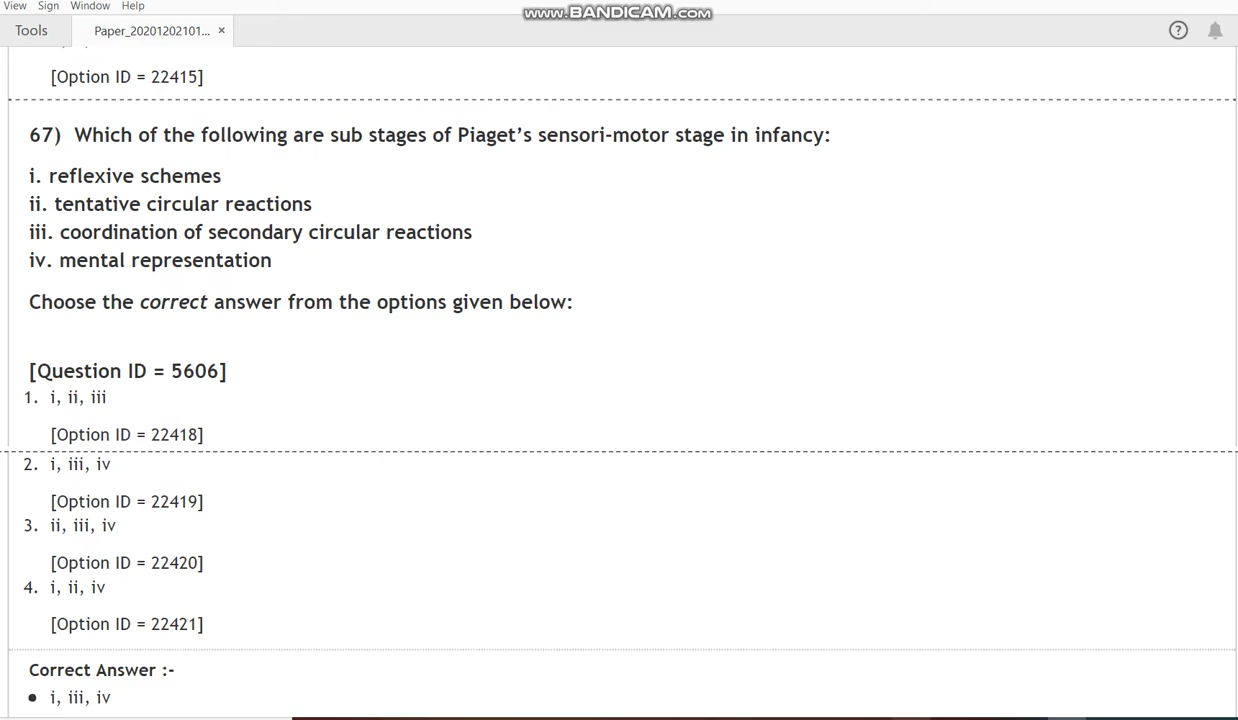 View Sign Window Help
www.BANDICAM.com
Tools Paper_20201202101... ×
[Option ID = 22415]
67) Which of the following are sub stages of Piaget’s sensori-motor stage in infancy:
i. reflexive schemes
ii. tentative circular reactions
iii. coordination of secondary circular reactions
iv. mental representation
Choose the correct answer from the options given below:
[Question ID = 5606]
1. i, ii, iii
[Option ID = 22418]
2. i, iii, iv
[Option ID = 22419]
3. ii, iii, iv
[Option ID = 22420]
4. i, ii, iv
[Option ID = 22421]
Correct Answer :-
• i, iii, iv